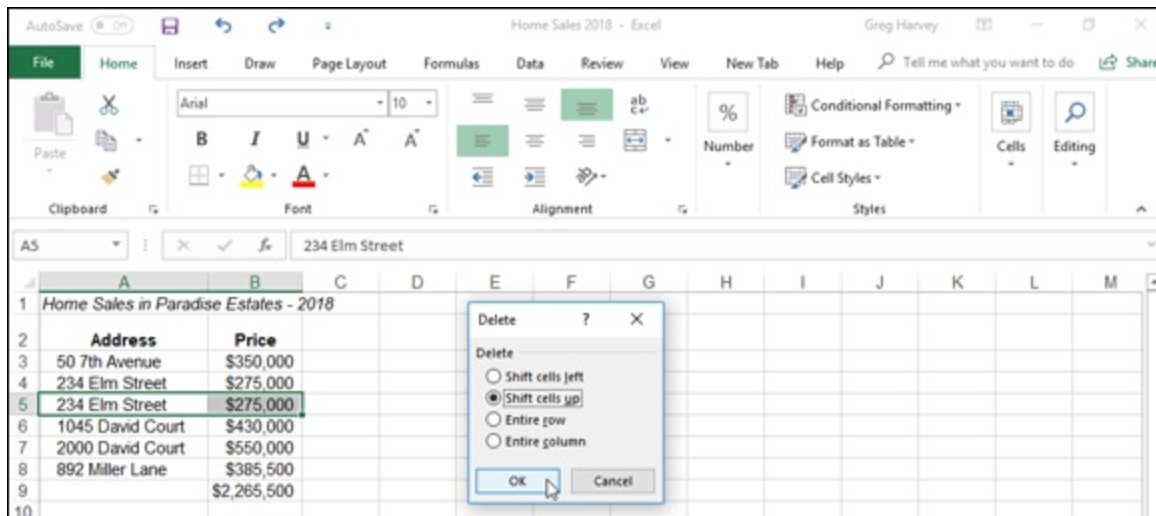 AutoSave Off Home Sales 2018 - Excel Greg Harvey
File Home Insert Draw Page Layout Formulas Data Review View New Tab Help Tell me what you want to do Share
Paste
Clipboard
Arial 10
B I U A A
A
Font
ab
Alignment
%
Number
Conditional Formatting
Format as Table
Cell Styles
Styles
Cells
Editing
A5 fx 234 Elm Street
A B C D E F G H I J K L M
1 Home Sales in Paradise Estates - 2018
2 Address Price
3 50 7th Avenue $350,000
4 234 Elm Street $275,000
5 234 Elm Street $275,000
6 1045 David Court $430,000
7 2000 David Court $550,000
8 892 Miller Lane $385,500
9 $2,265,500
10
Delete ? X
Delete
Shift cells left
Shift cells up
Entire row
Entire column
OK Cancel